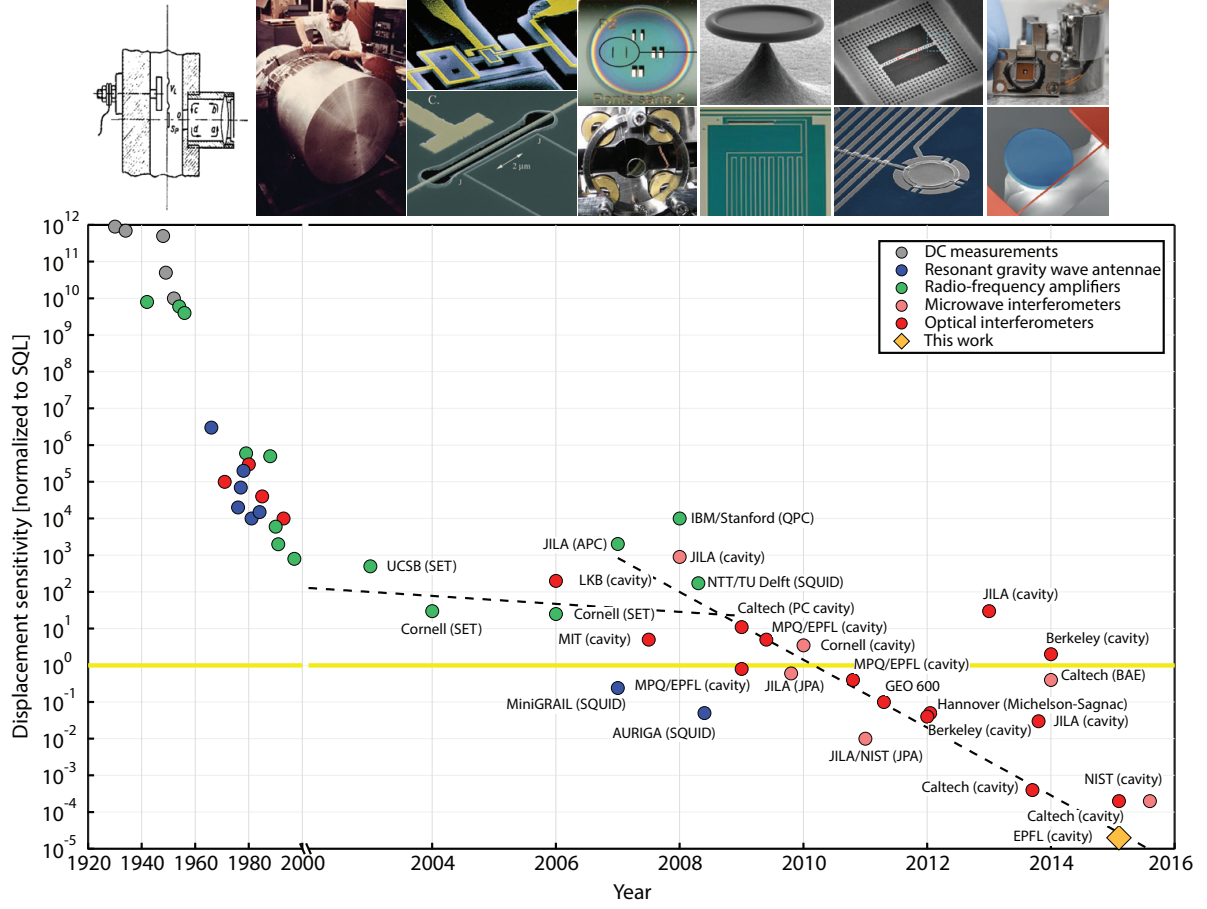 C.
J
J
2 μm
Displacement sensitivity [normalized to SQL]
10^12
10^11
10^10
10^9
10^8
10^7
10^6
10^5
10^4
10^3
10^2
10^1
10^0
10^-1
10^-2
10^-3
10^-4
10^-5
DC measurements
Resonant gravity wave antennae
Radio-frequency amplifiers
Microwave interferometers
Optical interferometers
This work
IBM/Stanford (QPC)
JILA (APC)
JILA (cavity)
UCSB (SET)
LKB (cavity)
NTT/TU Delft (SQUID)
JILA (cavity)
Cornell (SET)
Cornell (SET)
Caltech (PC cavity)
MPQ/EPFL (cavity)
MIT (cavity)
Cornell (cavity)
Berkeley (cavity)
MPQ/EPFL (cavity)
Caltech (BAE)
MPQ/EPFL (cavity)
JILA (JPA)
GEO 600
MiniGRAIL (SQUID)
Hannover (Michelson-Sagnac)
JILA (cavity)
AURIGA (SQUID)
Berkeley (cavity)
JILA/NIST (JPA)
NIST (cavity)
Caltech (cavity)
Caltech (cavity)
EPFL (cavity)
1920 1940 1960 1980 2000 2004 2006 2008 2010 2012 2014 2016
Year